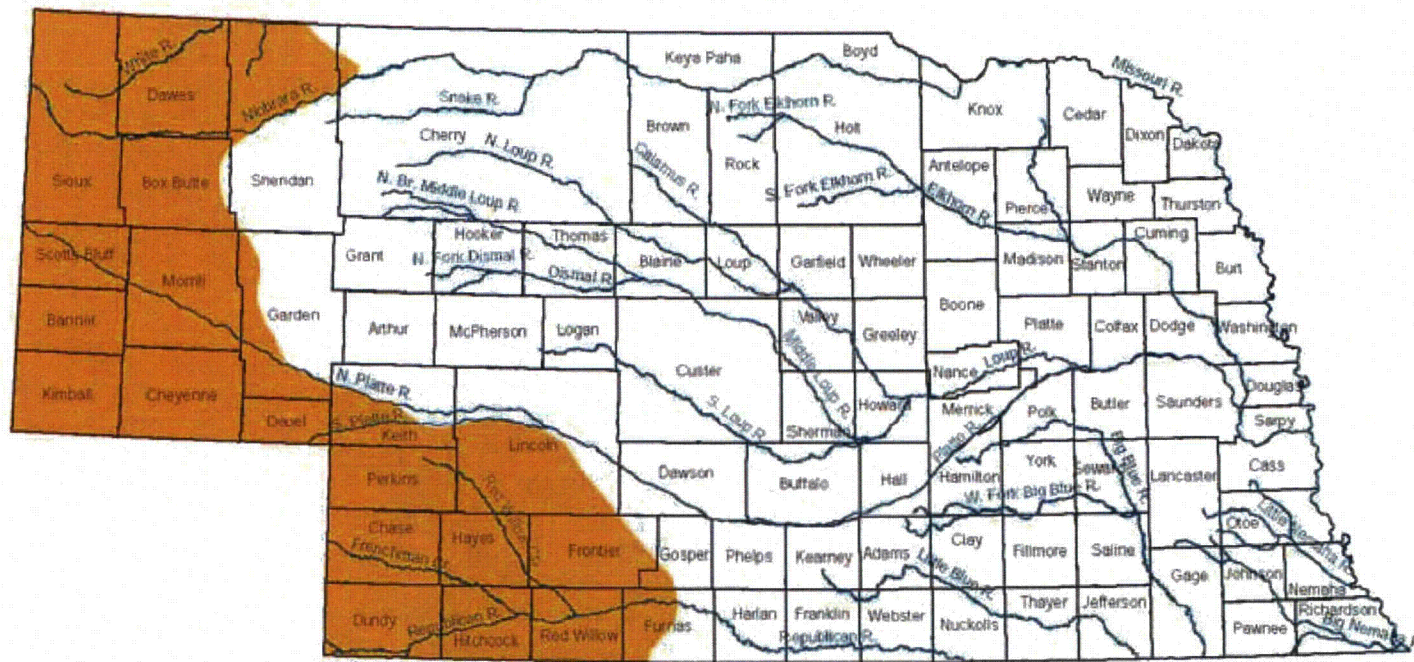 White R.
Dawes
Niobrara R.
Snake R.
Keya Paha
Boyd
Missouri R.
N. Fork Elkhorn R.
Knox
Cedar
Dixon
Dakota
Cherry
N. Loup R.
Brown
Calamus R.
Rock
Holt
Antelope
Sioux
Box Butte
Sheridan
N. Br. Middle Loup R.
S. Fork Elkhorn R.
Elkhorn R.
Pierce
Wayne
Thurston
Scotts Bluff
Morrill
Grant
Hooker
Thomas
N. Fork Dismal R.
Dismal R.
Blaine
Loup
Garfield
Wheeler
Madison
Stanton
Cuming
Burt
Banner
Garden
Arthur
McPherson
Logan
Valley
Greeley
Boone
Platte
Colfax
Dodge
Washington
Kimball
Cheyenne
N. Platte R.
Custer
Middle Loup R.
Nance
Loup R.
Douglas
Deuel
S. Platte R.
Keith
Lincoln
S. Loup R.
Sherman
Howard
Merrick
Platte R.
Polk
Butler
Saunders
Sarpy
Perkins
Dawson
Buffalo
Hall
Hamilton
York
Seward
Big Blue R.
Lancaster
Cass
W. Fork Big Blue R.
Otoe
Little Nemaha R.
Chase
Hayes
Frontier
Gosper
Phelps
Kearney
Adams
Clay
Fillmore
Saline
Frenchman Cr.
Little Blue R.
Gage
Johnson
Nemaha
Dundy
Republican R.
Hitchcock
Red Willow
Furnas
Harlan
Franklin
Webster
Nuckolls
Thayer
Jefferson
Pawnee
Richardson
Republican R.